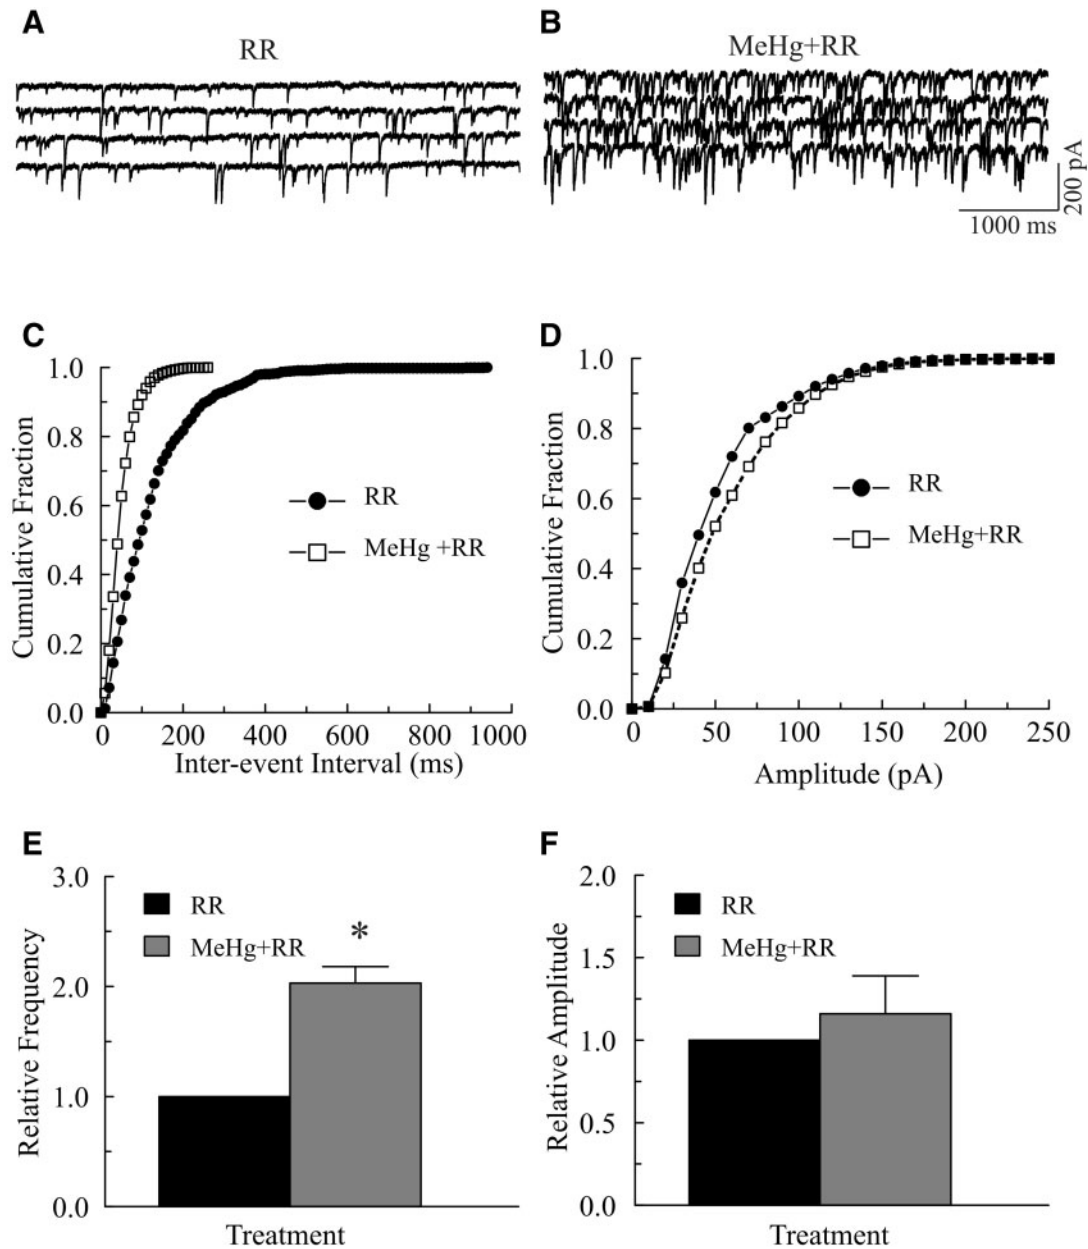 A
RR
B
MeHg+RR
200 pA
1000 ms
C
1.0
0.8
0.6
0.4
0.2
0.0
Cumulative Fraction
RR
MeHg +RR
0 200 400 600 800 1000
Inter-event Interval (ms)
D
1.0
0.8
0.6
0.4
0.2
0.0
Cumulative Fraction
RR
MeHg+RR
0 50 100 150 200 250
Amplitude (pA)
E
3.0
2.0
1.0
0.0
Relative Frequency
RR
MeHg+RR
*
Treatment
F
2.0
1.5
1.0
0.5
0.0
Relative Amplitude
RR
MeHg+RR
Treatment